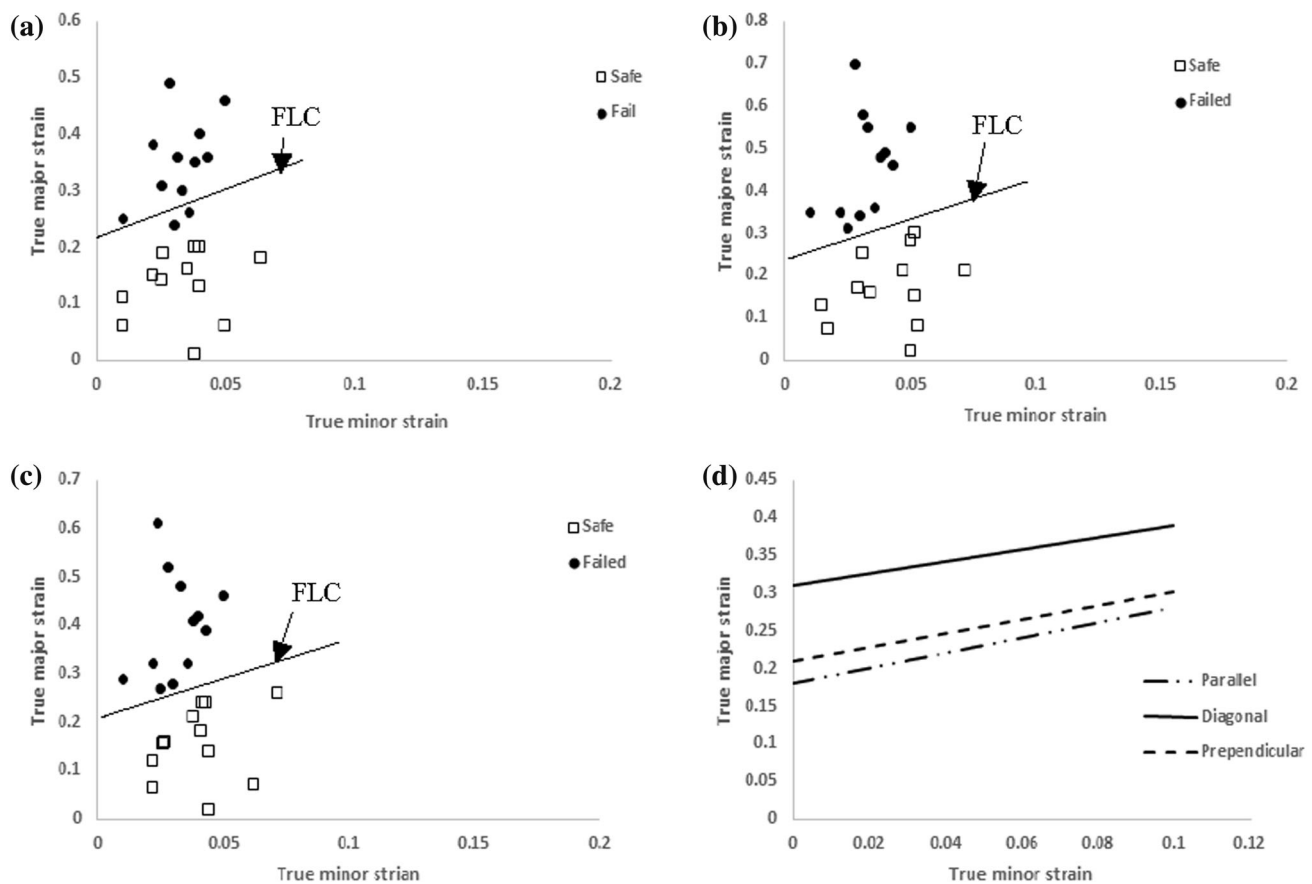 (a)
True major strain
0.6
0.5
0.4
0.3
0.2
0.1
0
0
0.05
0.1
0.15
0.2
True minor strain
Safe
Fail
FLC
(b)
True majore strain
0.8
0.7
0.6
0.5
0.4
0.3
0.2
0.1
0
0
0.05
0.1
0.15
0.2
True minor strain
Safe
Failed
FLC
(c)
True major strain
0.7
0.6
0.5
0.4
0.3
0.2
0.1
0
0
0.05
0.1
0.15
0.2
True minor strian
Safe
Failed
FLC
(d)
True major strain
0.45
0.4
0.35
0.3
0.25
0.2
0.15
0.1
0.05
0
0
0.02
0.04
0.06
0.08
0.1
0.12
True minor strain
Parallel
Diagonal
Prependicular